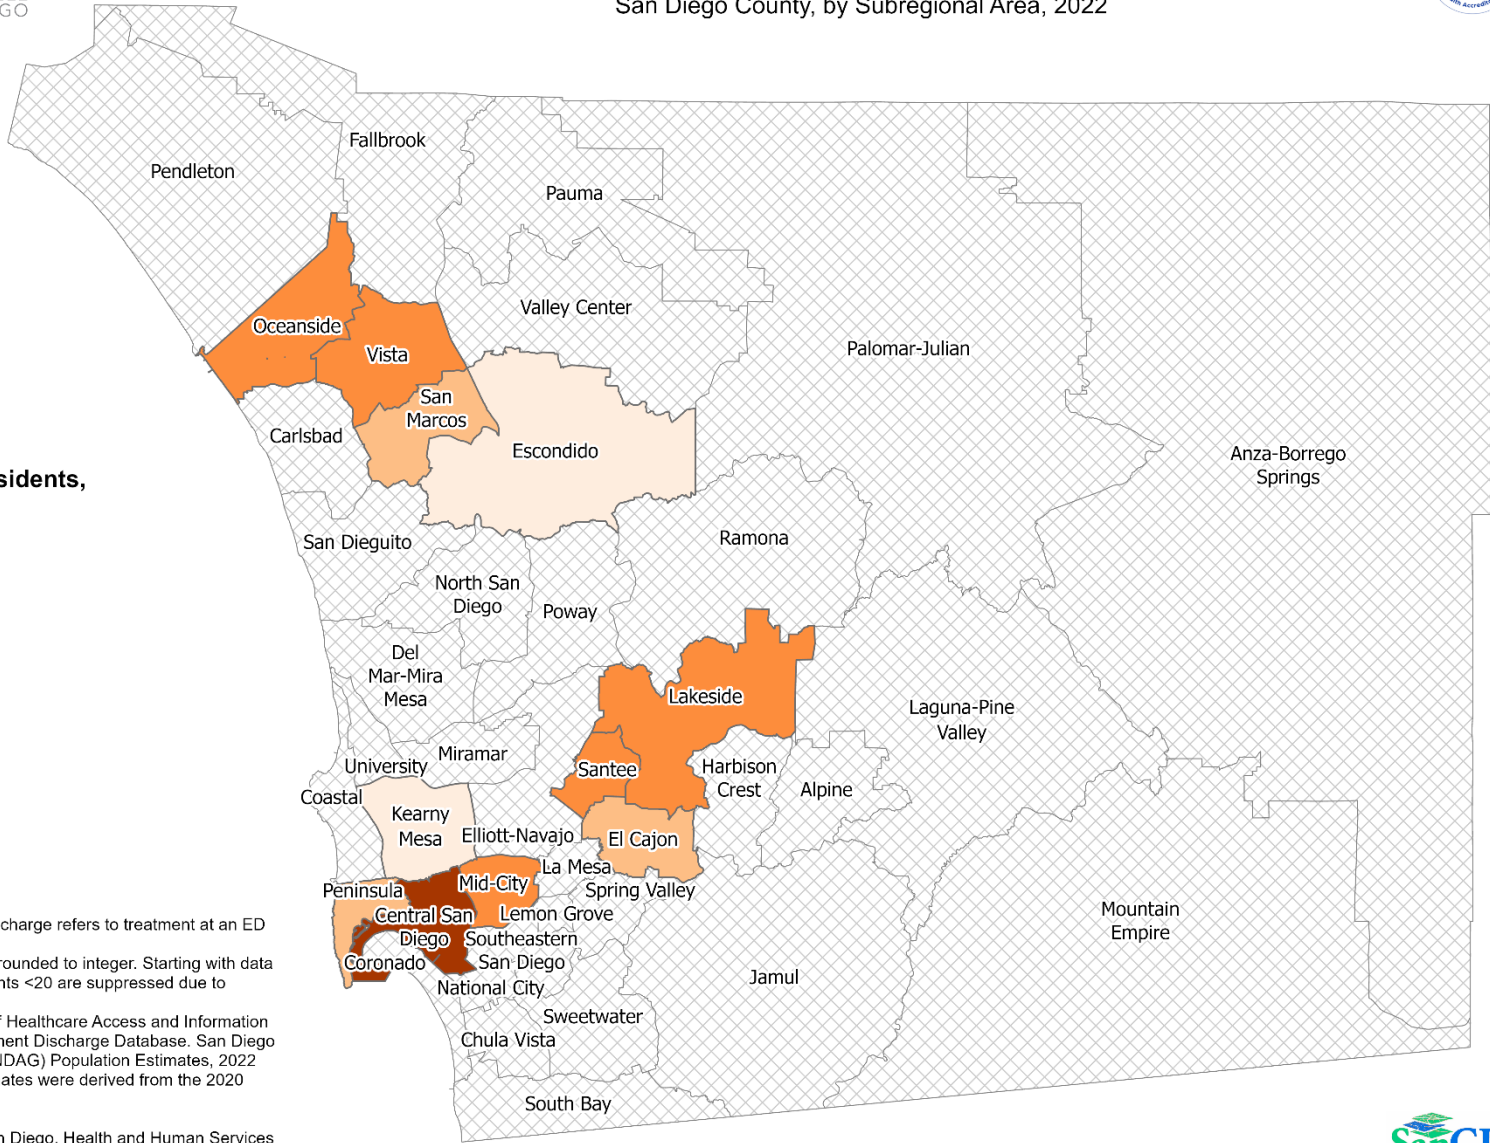 GO
San Diego County, by Subregional Area, 2022
Fallbrook
Pendleton
Pauma
Valley Center
Oceanside
Vista
Palomar-Julian
San
Marcos
Carlsbad
Escondido
Anza-Borrego
Springs
sidents,
San Dieguito
Ramona
North San
Diego
Poway
Del
Mar-Mira
Mesa
Lakeside
Laguna-Pine
Valley
Miramar
University
Santee
Harbison
Crest
Alpine
Coastal
Kearny
Mesa
Elliott-Navajo
El Cajon
La Mesa
Mid-City
Peninsula
Spring Valley
Central San
Diego
Lemon Grove
Mountain
Empire
Southeastern
San Diego
Coronado
Jamul
National City
Sweetwater
Chula Vista
South Bay
charge refers to treatment at an ED
rounded to integer. Starting with data
nts <20 are suppressed due to
f Healthcare Access and Information
nent Discharge Database. San Diego
NDAG) Population Estimates, 2022
ates were derived from the 2020
n Diego, Health and Human Services